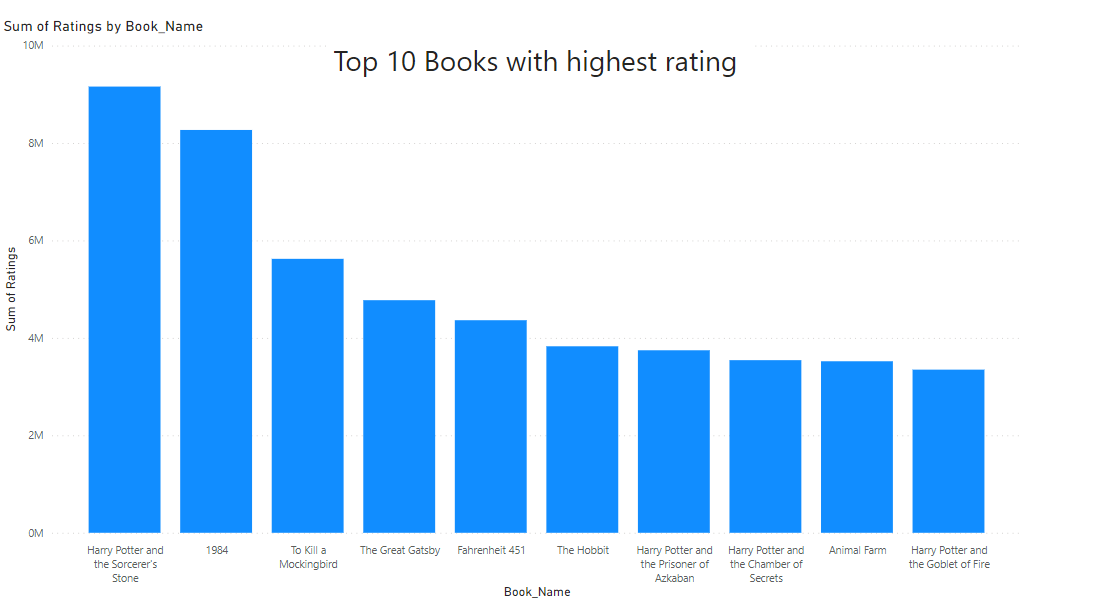 Sum of Ratings by Book_Name
Top 10 Books with highest rating
10M
8M
6M
4M
2M
0M
Sum of Ratings
Harry Potter and
the Sorcerer's
Stone
1984
To Kill a
Mockingbird
The Great Gatsby
Fahrenheit 451
The Hobbit
Harry Potter and
the Prisoner of
Azkaban
Harry Potter and
the Chamber of
Secrets
Animal Farm
Harry Potter and
the Goblet of Fire
Book_Name